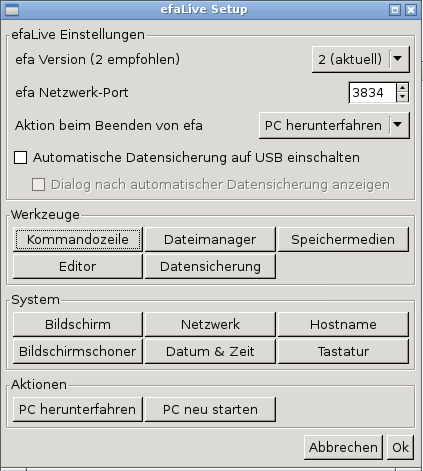 efaLive Setup
efaLive Einstellungen
efa Version (2 empfohlen) 2 (aktuell)
efa Netzwerk-Port 3834
Aktion beim Beenden von efa PC herunterfahren
Automatische Datensicherung auf USB einschalten
Dialog nach automatischer Datensicherung anzeigen
Werkzeuge
Kommandozeile Dateimanager Speichermedien
Editor Datensicherung
System
Bildschirm Netzwerk Hostname
Bildschirmschoner Datum & Zeit Tastatur
Aktionen
PC herunterfahren PC neu starten
Abbrechen Ok